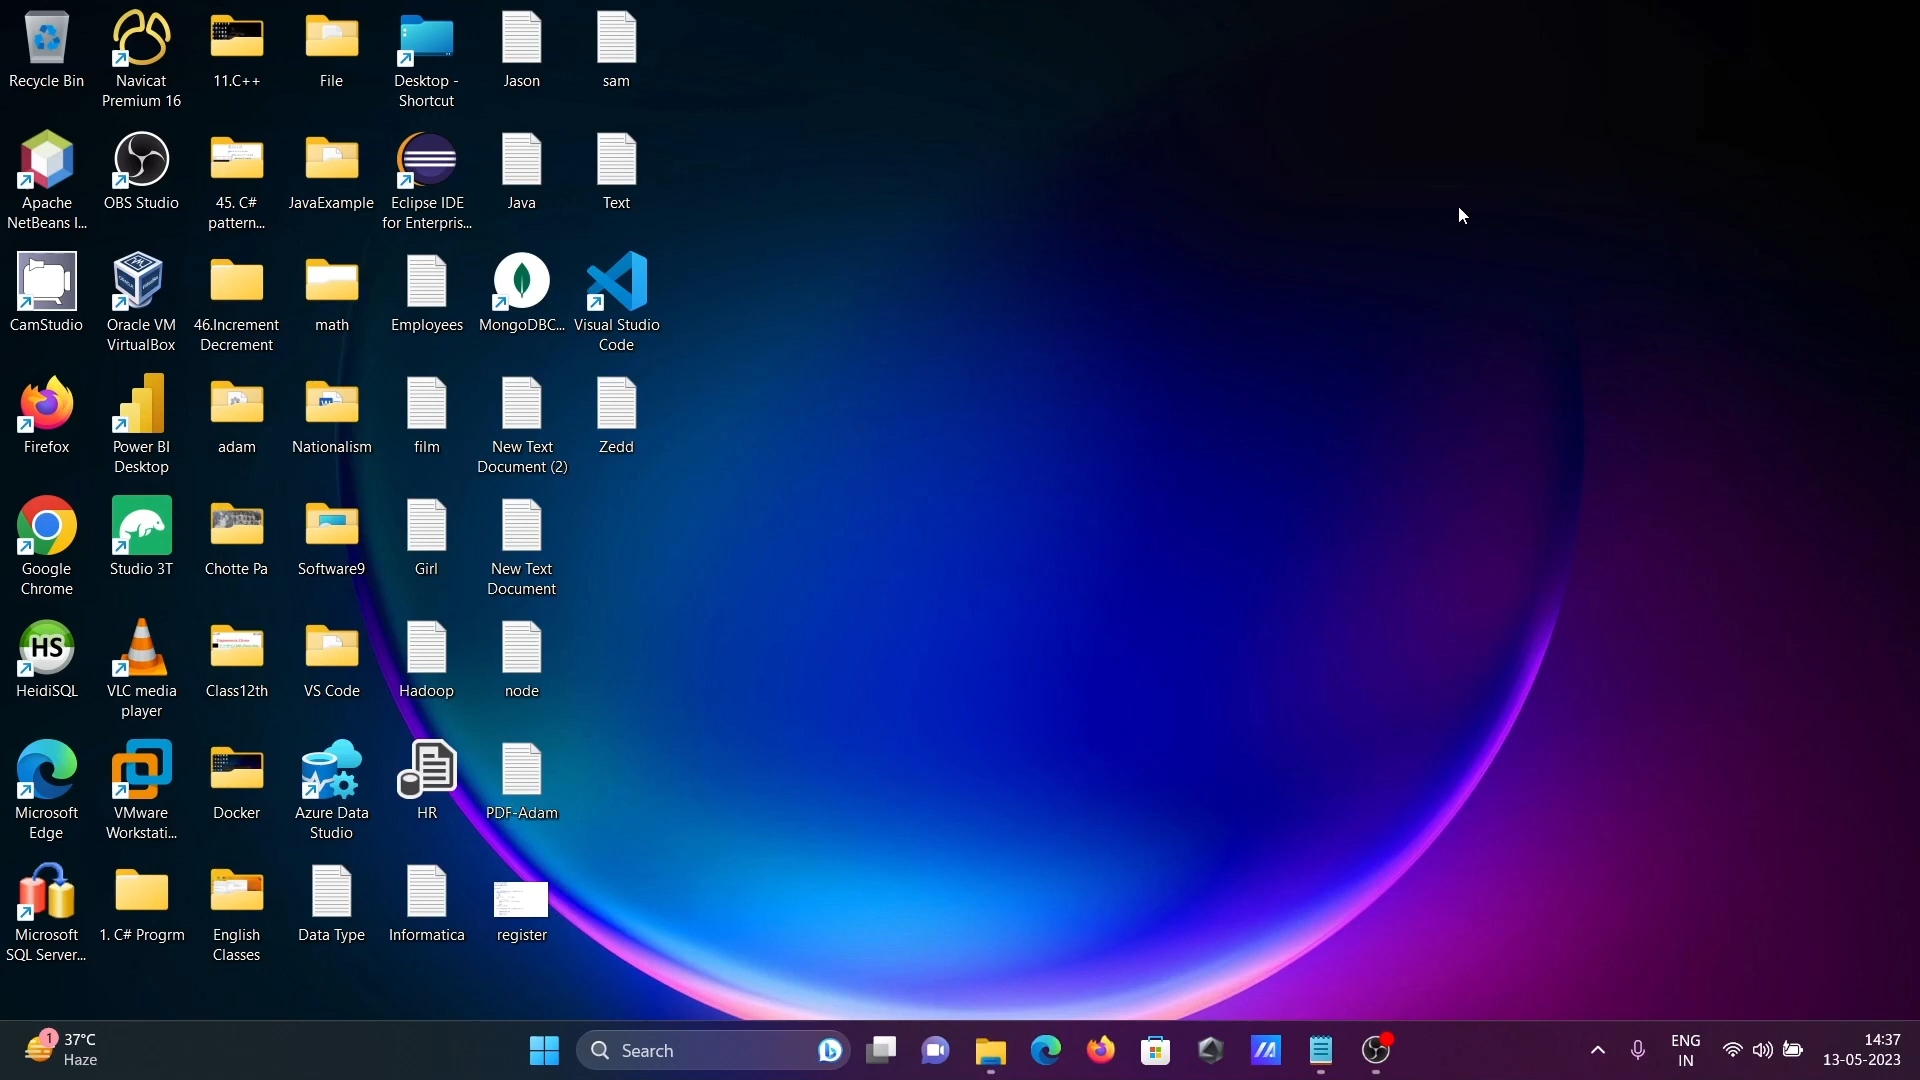 Recycle Bin
Navicat
Premium 16
11.C++
File
Desktop -
Shortcut
Jason
sam
Apache
NetBeans I...
OBS Studio
45. C#
pattern...
JavaExample
Eclipse IDE
for Enterpris...
Java
Text
CamStudio
Oracle VM
VirtualBox
46.Increment
Decrement
math
Employees
MongoDBC...
Visual Studio
Code
Firefox
Power BI
Desktop
adam
Nationalism
film
New Text
Document (2)
Zedd
Google
Chrome
Studio 3T
Chotte Pa
Software9
Girl
New Text
Document
HS
HeidiSQL
VLC media
player
Class12th
VS Code
Hadoop
node
Microsoft
Edge
VMware
Workstati...
Docker
Azure Data
Studio
HR
PDF-Adam
Microsoft
SQL Server...
1. C# Progrm
English
Classes
Data Type
Informatica
register
1
37°C
Haze
Search
ENG
IN
14:37
13-05-2023